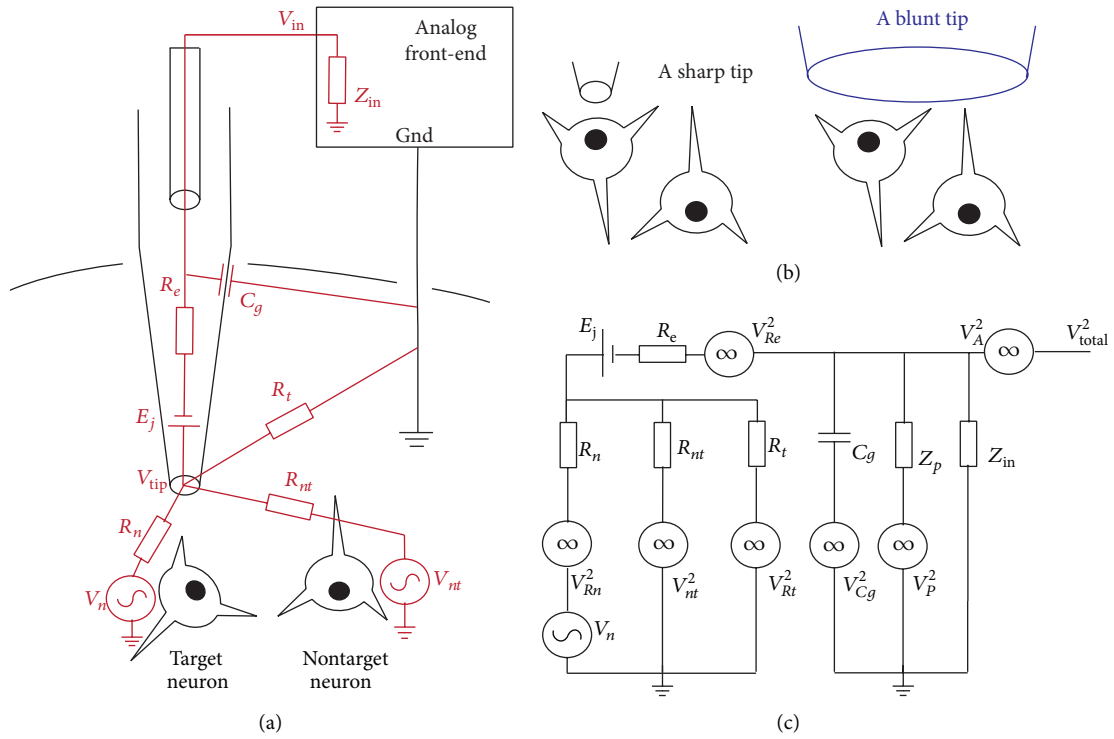 V_in
Analog
front-end
Z_in
Gnd
R_e
C_g
R_t
E_j
V_tip
R_nt
R_n
V_n
V_nt
Target
neuron
Nontarget
neuron
(a)
A blunt tip
A sharp tip
(b)
E_j
R_e
V²_Re
V²_A
V²_total
R_n
R_nt
R_t
C_g
Z_p
Z_in
∞
∞
∞
∞
∞
∞
∞
V²_Rn
V²_nt
V²_Rt
V²_Cg
V²_P
V_n
(c)